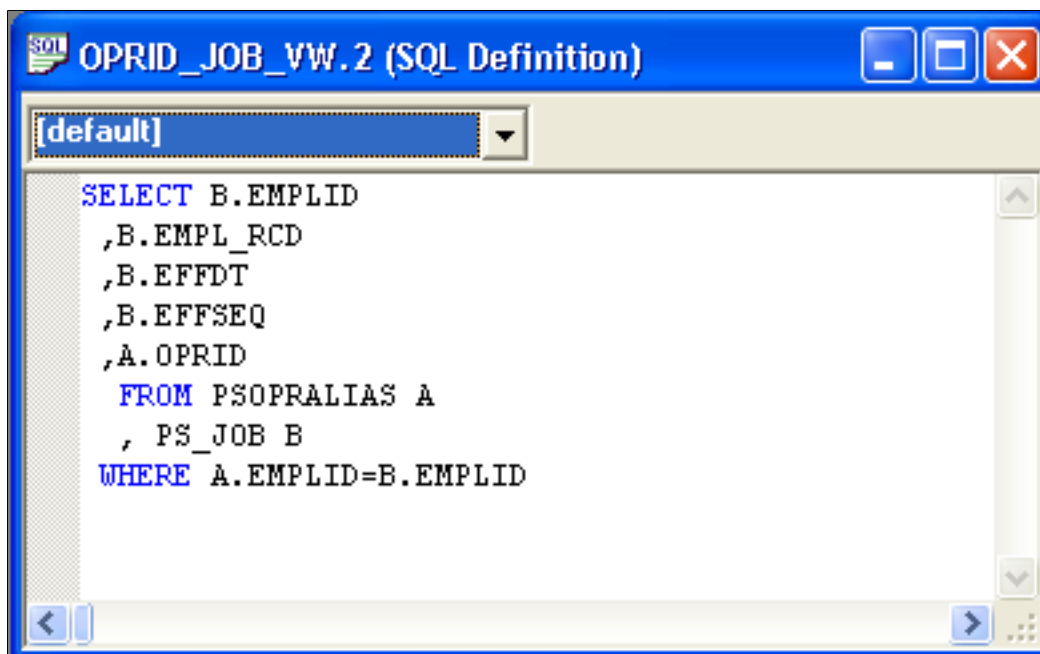 OPRID_JOB_VW.2 (SQL Definition)
[default]
SELECT B.EMPLID
,B.EMPL_RCD
,B.EFFDT
,B.EFFSEQ
,A.OPRID
FROM PSOPRALIAS A
, PS_JOB B
WHERE A.EMPLID=B.EMPLID